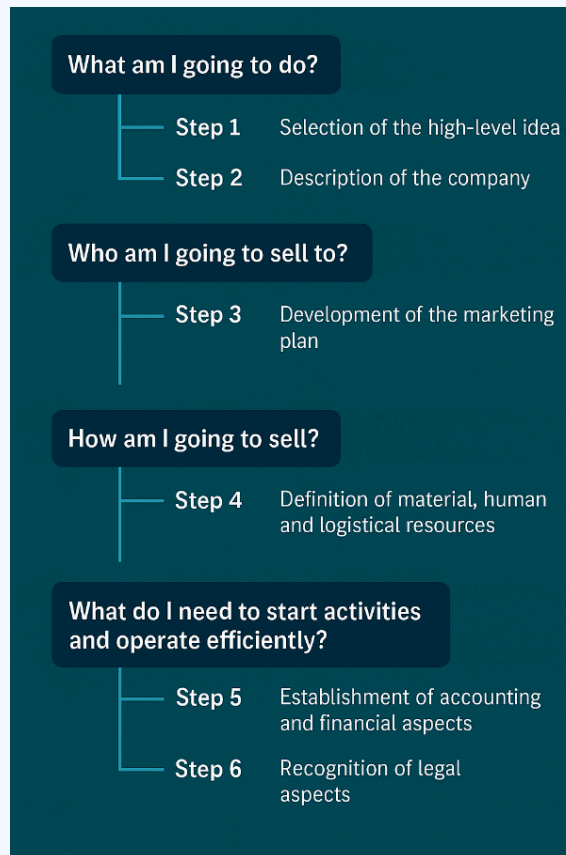 What am I going to do?
Step 1 Selection of the high-level idea
Step 2 Description of the company
Who am I going to sell to?
Step 3 Development of the marketing
plan
How am I going to sell?
Step 4 Definition of material, human
and logistical resources
What do I need to start activities
and operate efficiently?
Step 5 Establishment of accounting
and financial aspects
Step 6 Recognition of legal
aspects